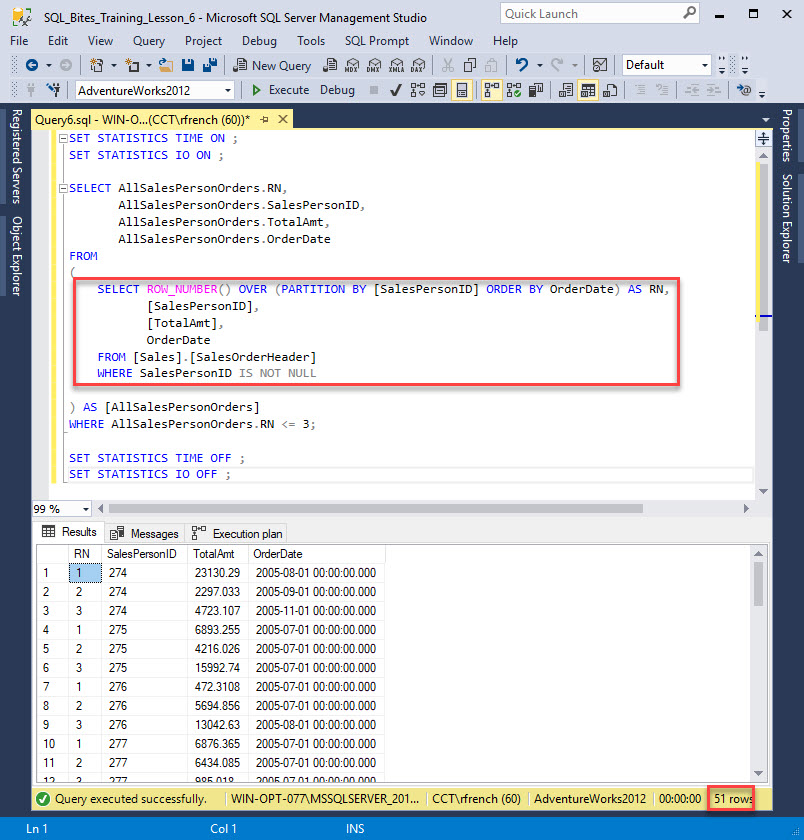 SQL_Bites_Training_Lesson_6 - Microsoft SQL Server Management Studio
Quick Launch
File Edit View Query Project Debug Tools SQL Prompt Window Help
New Query MDX DMX XMLA DAX Default
AdventureWorks2012 Execute Debug
Query6.sql - WIN-O...(CCT\rfrench (60))*
Registered Servers
Object Explorer
Properties
Solution Explorer
SET STATISTICS TIME ON ;
SET STATISTICS IO ON ;
SELECT AllSalesPersonOrders.RN,
AllSalesPersonOrders.SalesPersonID,
AllSalesPersonOrders.TotalAmt,
AllSalesPersonOrders.OrderDate
FROM
(
SELECT ROW_NUMBER() OVER (PARTITION BY [SalesPersonID] ORDER BY OrderDate) AS RN,
[SalesPersonID],
[TotalAmt],
OrderDate
FROM [Sales].[SalesOrderHeader]
WHERE SalesPersonID IS NOT NULL
) AS [AllSalesPersonOrders]
WHERE AllSalesPersonOrders.RN <= 3;
SET STATISTICS TIME OFF ;
SET STATISTICS IO OFF ;
99 %
Results Messages Execution plan
RN SalesPersonID TotalAmt OrderDate
1 1 274 23130.29 2005-08-01 00:00:00.000
2 2 274 2297.033 2005-09-01 00:00:00.000
3 3 274 4723.107 2005-11-01 00:00:00.000
4 1 275 6893.255 2005-07-01 00:00:00.000
5 2 275 4216.026 2005-07-01 00:00:00.000
6 3 275 15992.74 2005-07-01 00:00:00.000
7 1 276 472.3108 2005-07-01 00:00:00.000
8 2 276 5694.856 2005-07-01 00:00:00.000
9 3 276 13042.63 2005-08-01 00:00:00.000
10 1 277 6876.365 2005-07-01 00:00:00.000
11 2 277 6434.085 2005-07-01 00:00:00.000
12 3 277 985.018 2005-07-01 00:00:00.000
Query executed successfully. WIN-OPT-077\MSSQLSERVER_201... CCT\rfrench (60) AdventureWorks2012 00:00:00 51 rows
Ln 1 Col 1 INS